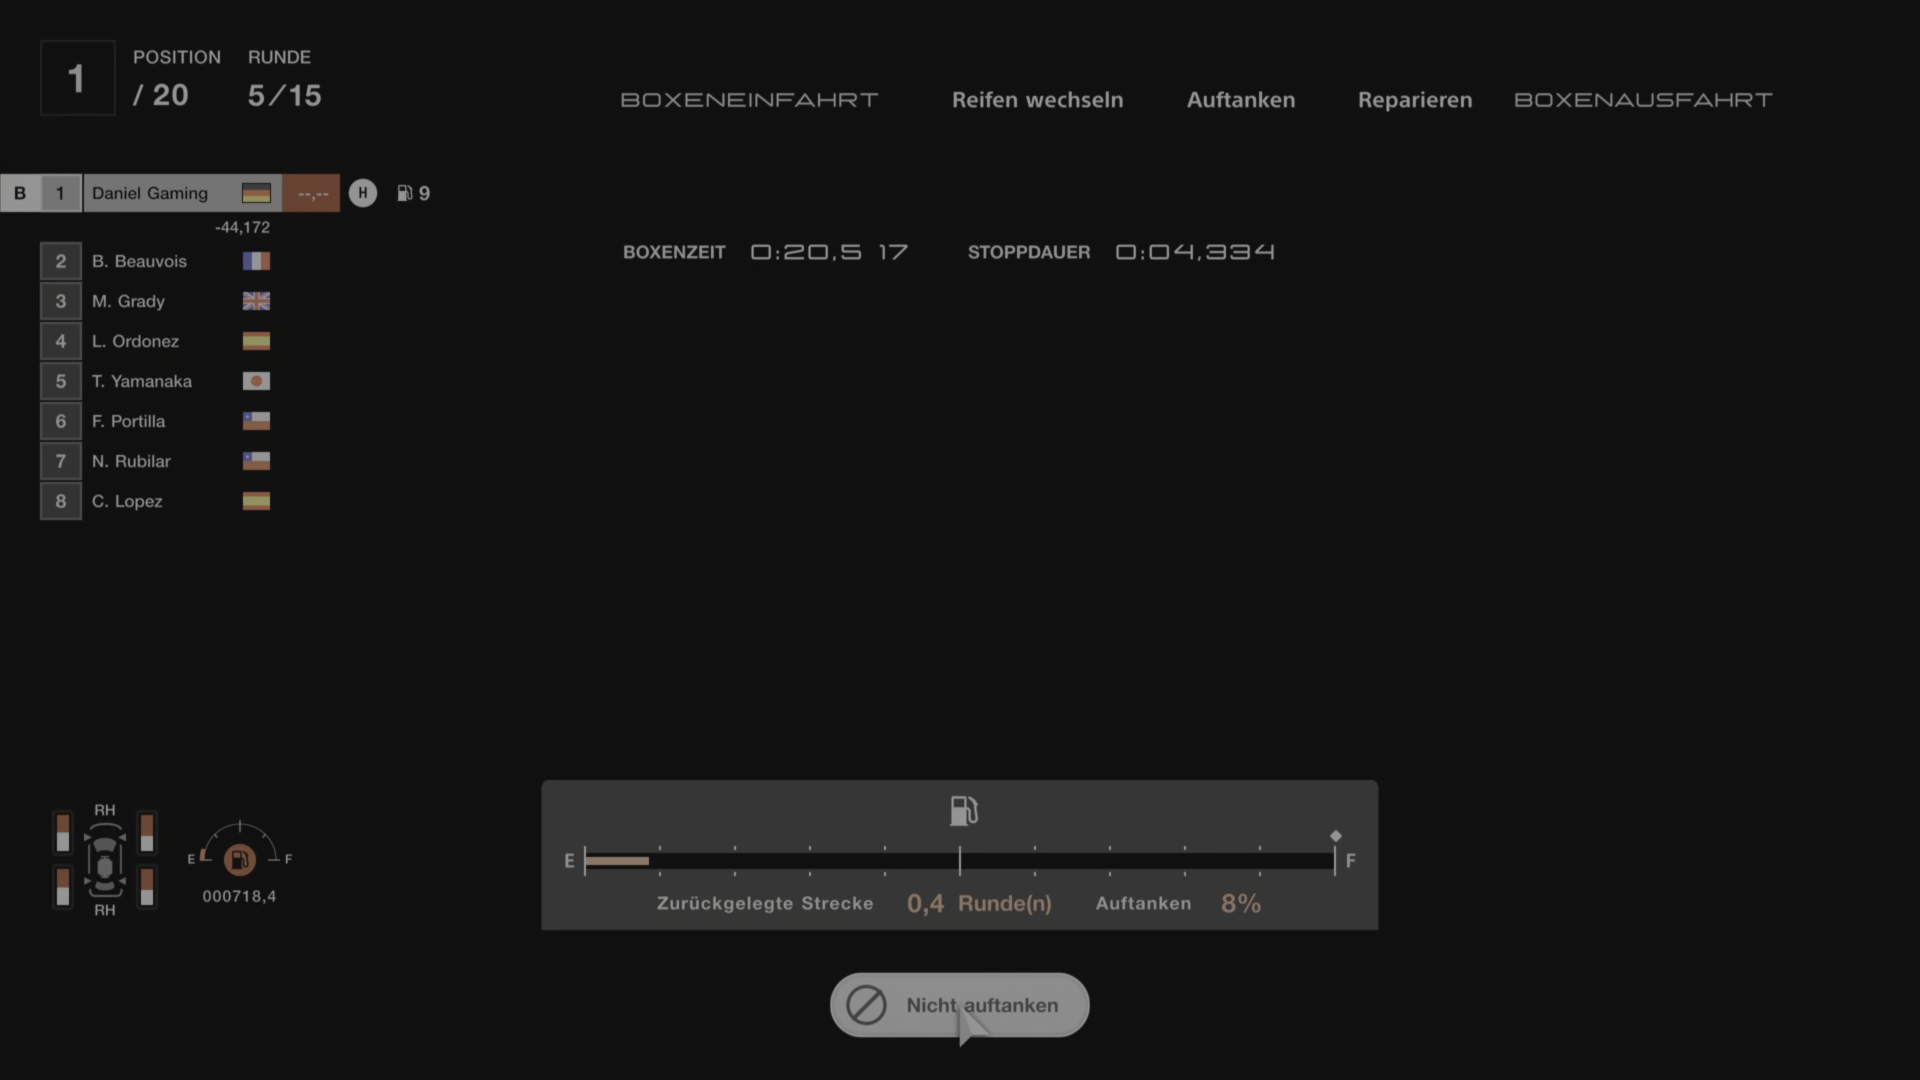 1
POSITION RUNDE
/ 20 5/15
BOXENEINFAHRT Reifen wechseln Auftanken Reparieren BOXENAUSFAHRT
B 1 Daniel Gaming --,-- H 9
-44,172
BOXENZEIT 0:20,517 STOPPDAUER 0:04,334
2 B. Beauvois
3 M. Grady
4 L. Ordonez
5 T. Yamanaka
6 F. Portilla
7 N. Rubilar
8 C. Lopez
RH
E F
000718,4
RH
E F
Zurückgelegte Strecke 0,4 Runde(n) Auftanken 8%
Nicht auftanken